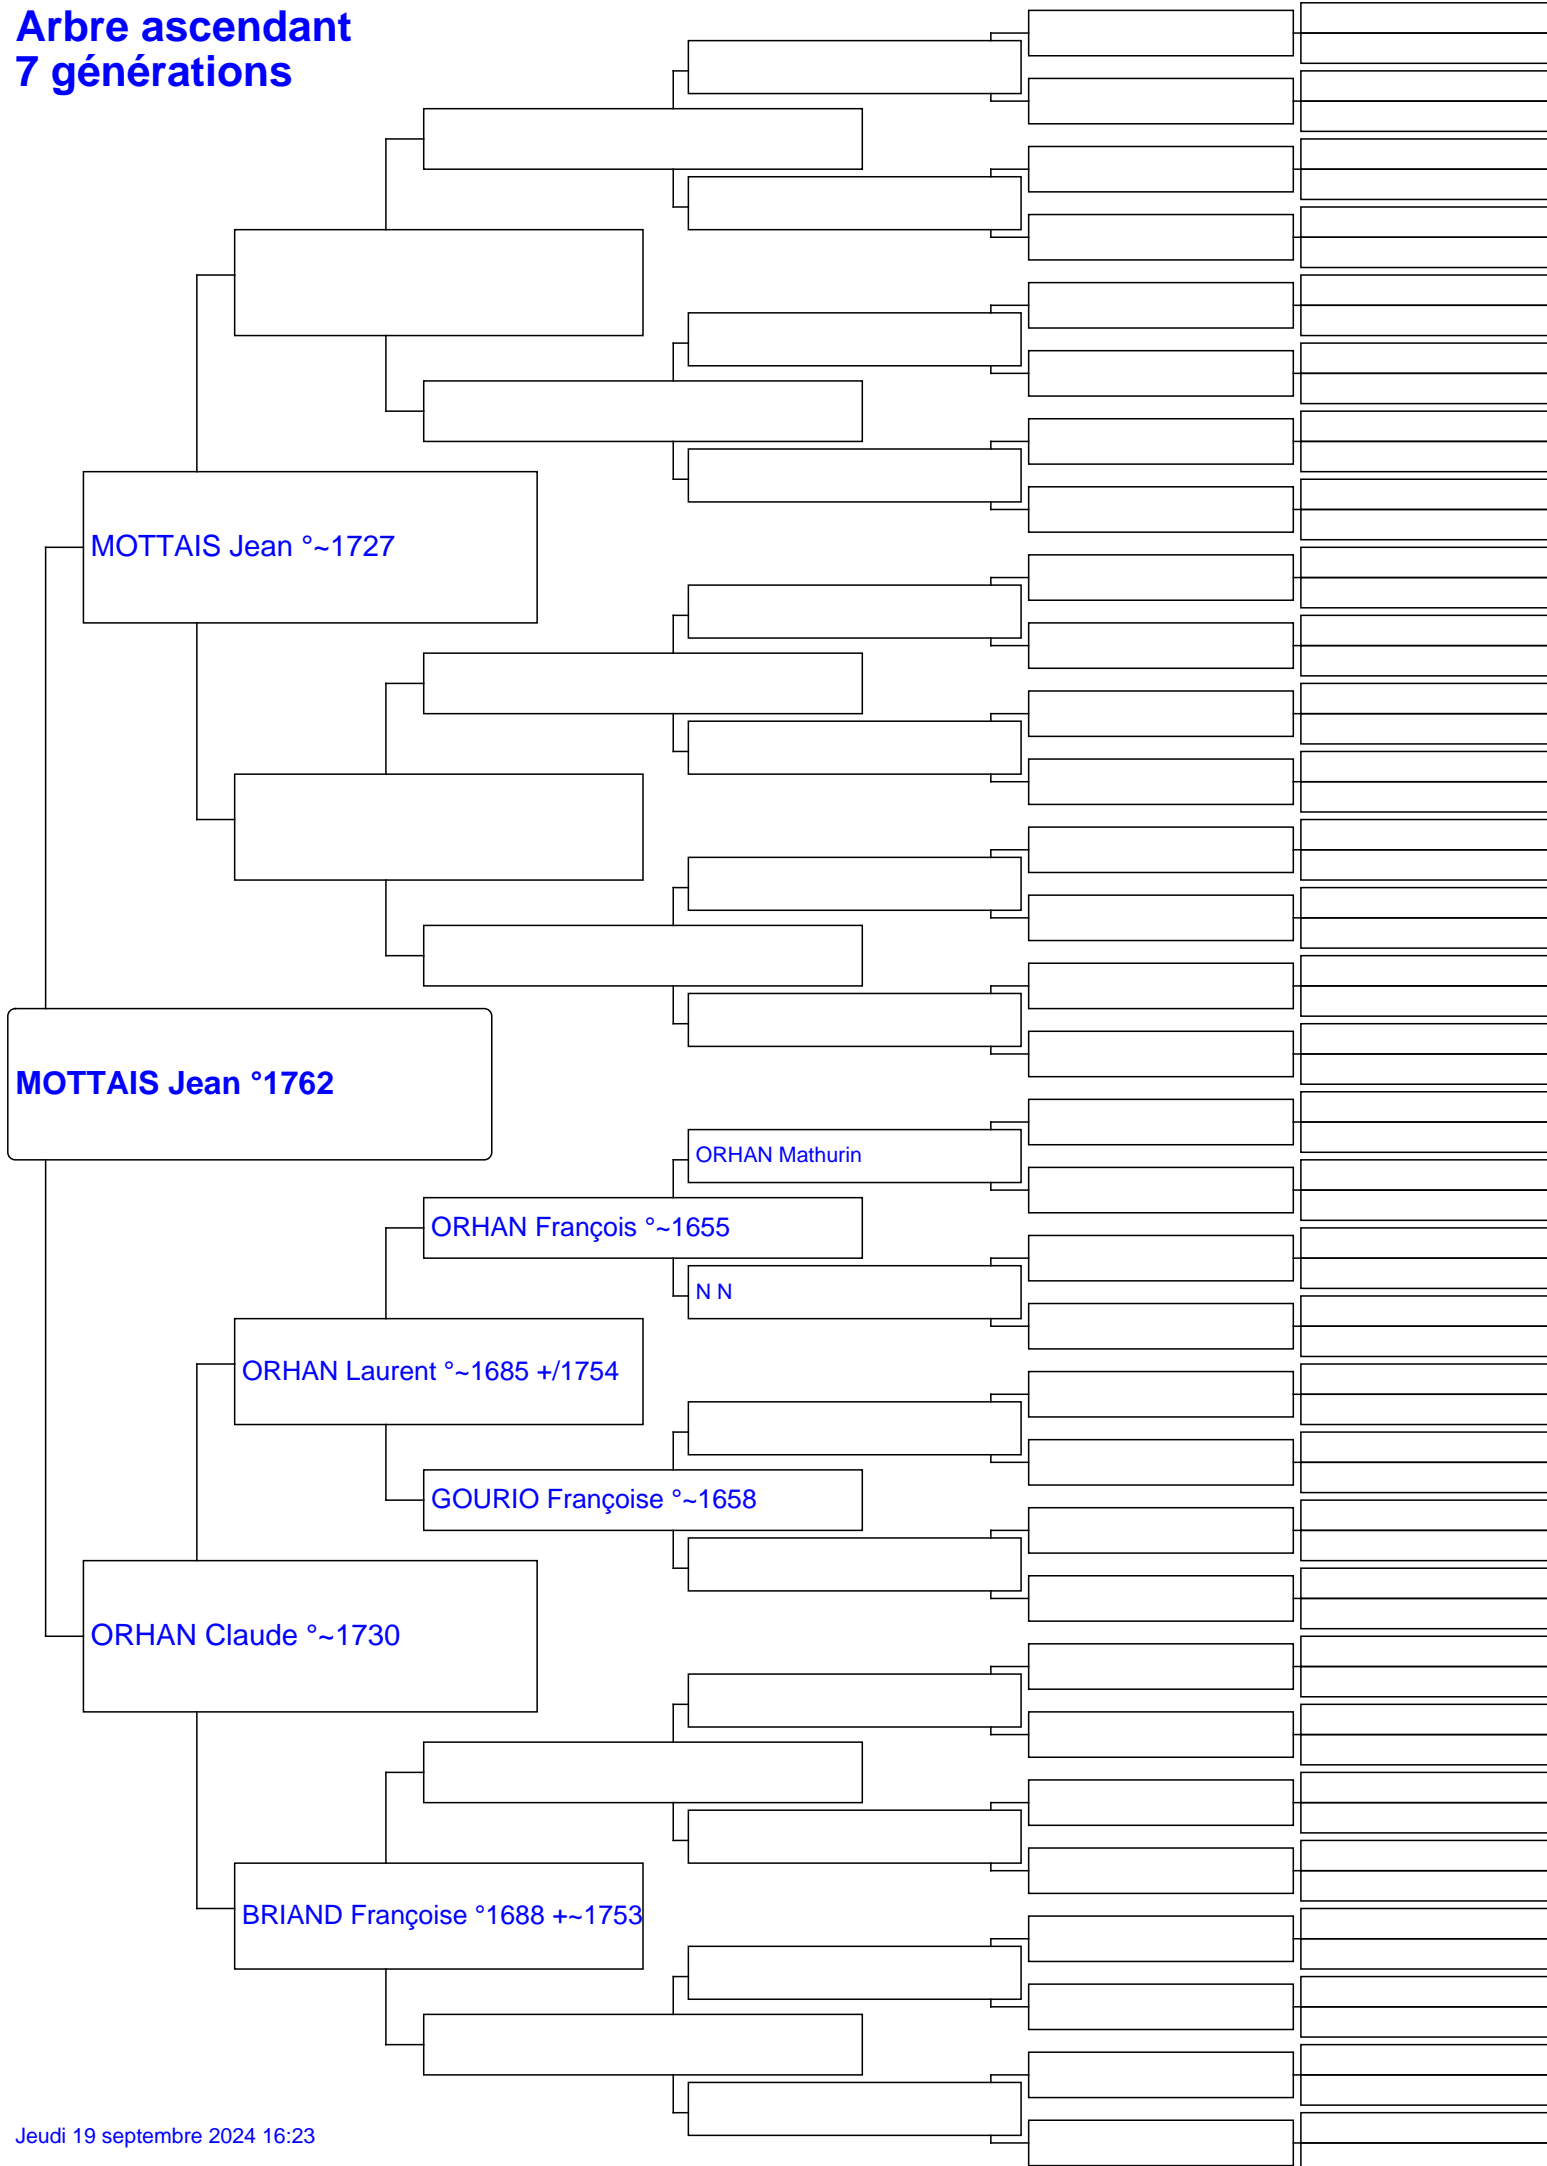 Arbre ascendant
7 générations
MOTTAIS Jean °~1727
MOTTAIS Jean °1762
ORHAN Mathurin
ORHAN François °~1655
N N
ORHAN Laurent °~1685 +/1754
GOURIO Françoise °~1658
ORHAN Claude °~1730
BRIAND Françoise °1688 +~1753
Jeudi 19 septembre 2024 16:23